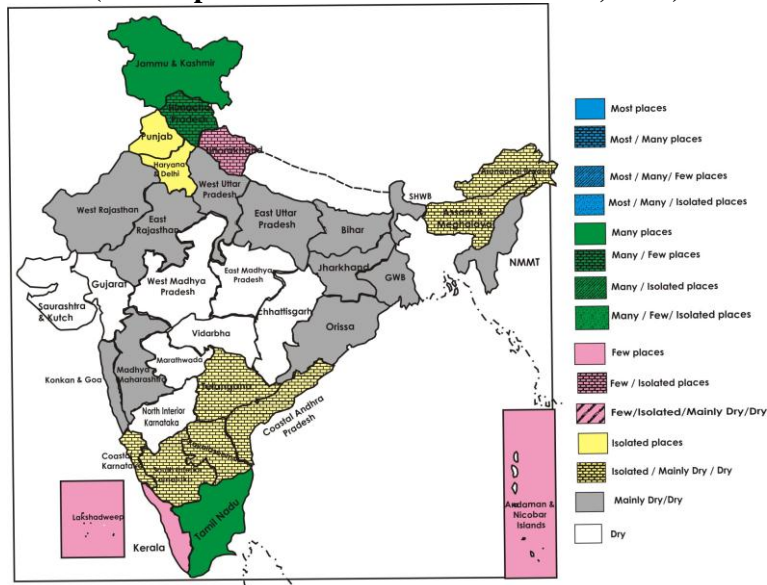 Jammu & Kashmir
Himachal
Pradesh
Punjab
Uttarakhand
Haryana
& Delhi
West Uttar
Pradesh
Arunachal Pradesh
SHWB
West Rajasthan
East
Rajasthan
East Uttar
Pradesh
Bihar
Assam &
Meghalaya
NMMT
Gujarat
West Madhya
Pradesh
East Madhya
Pradesh
Jharkhand
GWB
Saurashtra
& Kutch
chhattisgarh
Orissa
Vidarbha
Konkan & Goa
Madhya
Maharashtra
Marathwada
Telangana
North Interior
Karnataka
Coastal Andhra
Pradesh
Coastal
Karnataka
Lakshadweep
Kerala
Tamil Nadu
Andaman &
Nicobar
Islands
Most places
Most / Many places
Most / Many/ Few places
Most / Many / Isolated places
Many places
Many / Few places
Many / Isolated places
Many / Few/ Isolated places
Few places
Few / Isolated places
Few/Isolated/Mainly Dry/Dry
Isolated places
Isolated / Mainly Dry / Dry
Mainly Dry/Dry
Dry